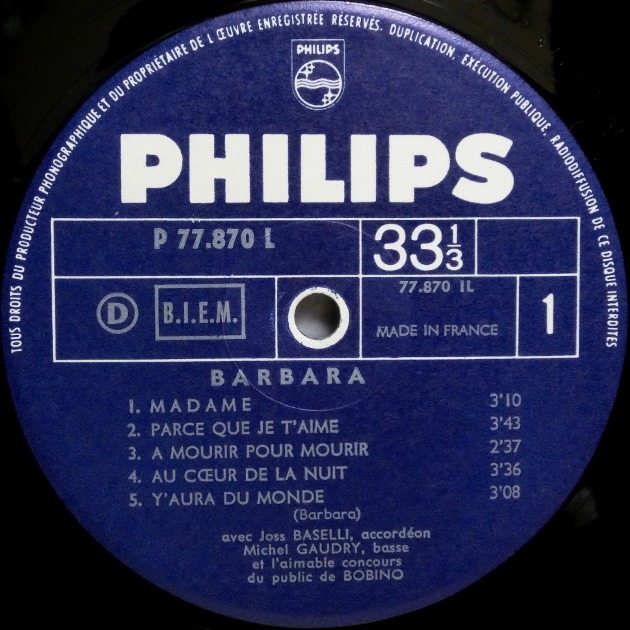 TOUS DROITS DU PRODUCTEUR PHONOGRAPHIQUE ET DU PROPRIÉTAIRE DE L ŒUVRE ENREGISTRÉE RÉSERVÉS. DUPLICATION, EXÉCUTION PUBLIQUE, RADIODIFFUSION DE CE DISQUE INTERDITES
PHILIPS
PHILIPS
P 77.870 L
33 1/3
77.870 1L
D
B.I.E.M.
MADE IN FRANCE
1
BARBARA
1. MADAME 3'10
2. PARCE QUE JE T'AIME 3'43
3. A MOURIR POUR MOURIR 2'37
4. AU CŒUR DE LA NUIT 3'36
5. Y'AURA DU MONDE 3'08
(Barbara)
avec Joss BASELLI, accordéon
Michel GAUDRY, basse
et l'aimable concours
du public de BOBINO